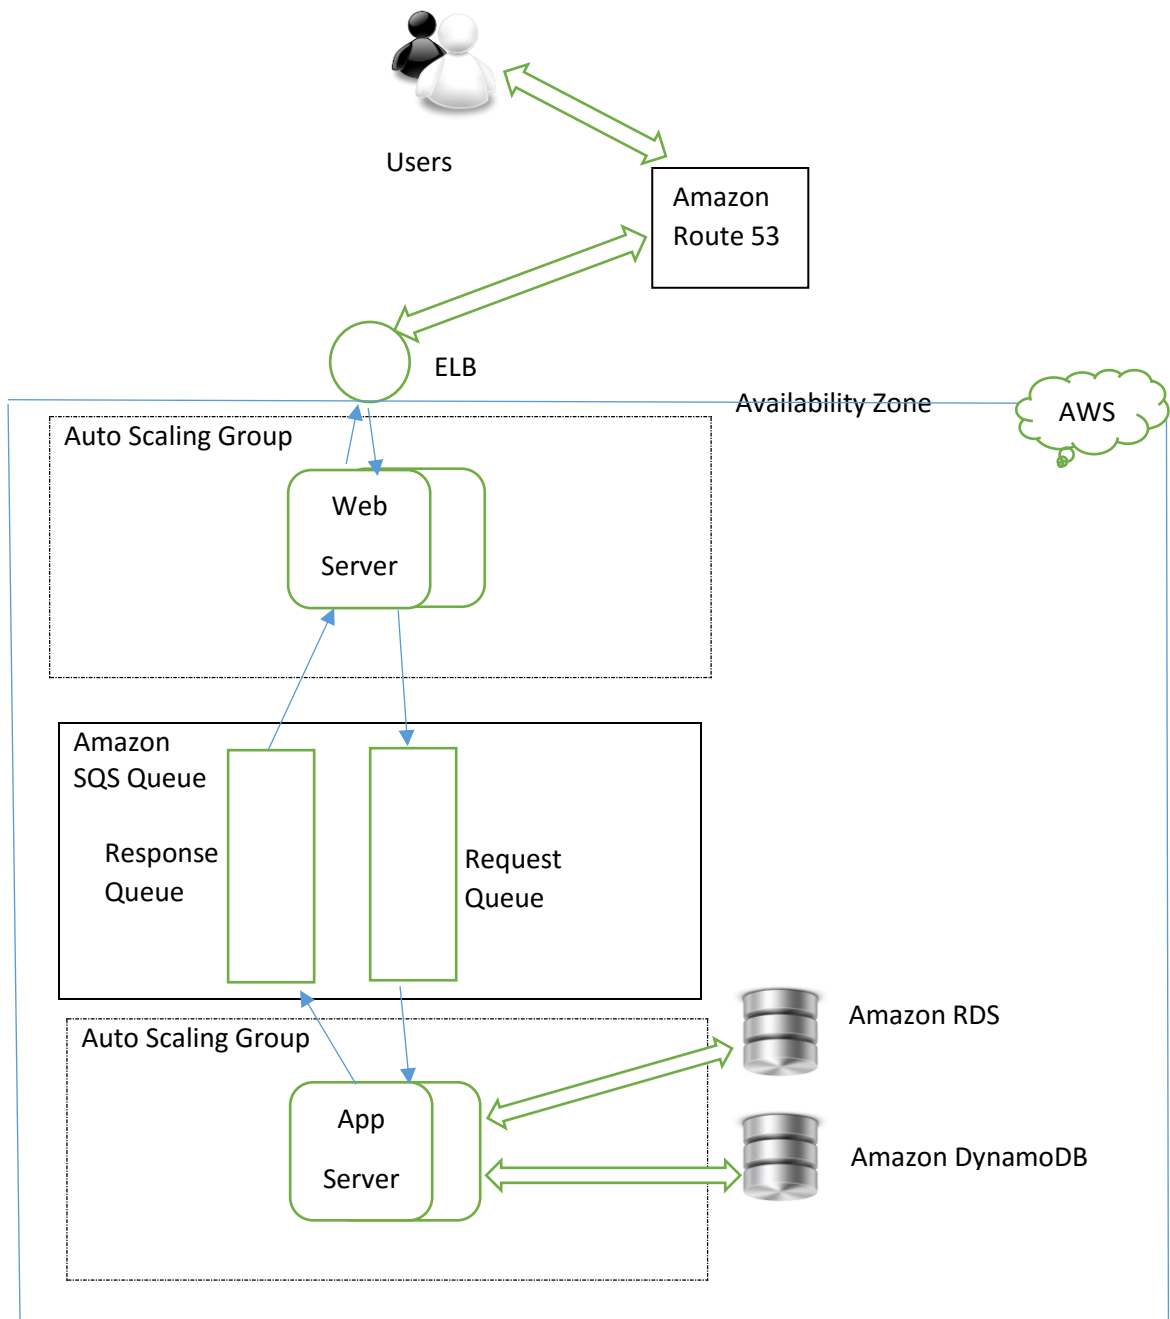 Users
Amazon
Route 53
ELB
Availability Zone
AWS
Auto Scaling Group
Web
Server
Amazon
SQS Queue
Response
Queue
Request
Queue
Amazon RDS
Auto Scaling Group
App
Server
Amazon DynamoDB